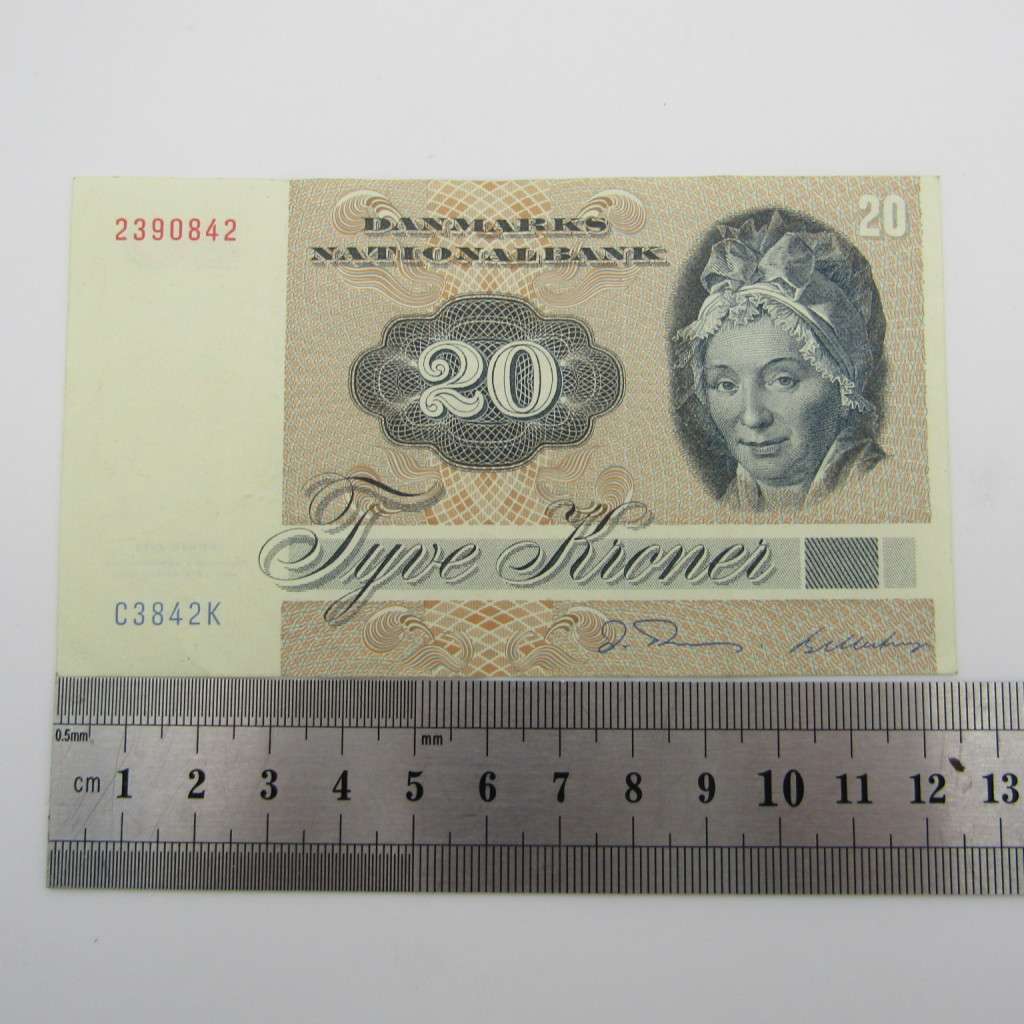 2390842
DANMARKS
NATIONALBANK
20
20
Tyve Kroner
C3842K
0.5mm
mm
cm 1 2 3 4 5 6 7 8 9 10 11 12 13